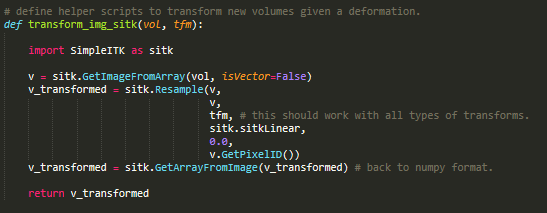 # define helper scripts to transform new volumes given a deformation.
def transform_img_sitk(vol, tfm):
import SimpleITK as sitk
v = sitk.GetImageFromArray(vol, isVector=False)
v_transformed = sitk.Resample(v,
v,
tfm, # this should work with all types of transforms.
sitk.sitkLinear,
0.0,
v.GetPixelID())
v_transformed = sitk.GetArrayFromImage(v_transformed) # back to numpy format.
return v_transformed